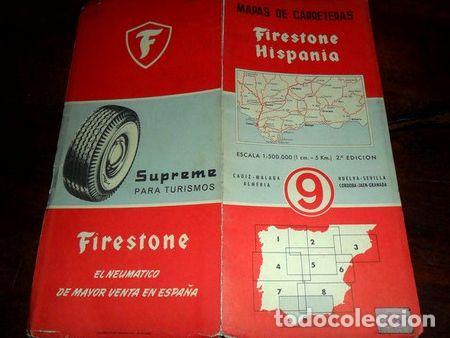 F
Supreme
PARA TURISMOS
Firestone
EL NEUMATICO
DE MAYOR VENTA EN ESPAÑA
MAPAS DE CARRETERAS
Firestone
Hispania
ESCALA 1:500.000 (1 cm. - 5 Km.) 2ª EDICION
CADIZ-MALAGA
ALMERIA
9
HUELVA-SEVILLA
CORDOBA-JAEN-GRANADA
1
2
3
4
5
6
7
8
todocoleccion